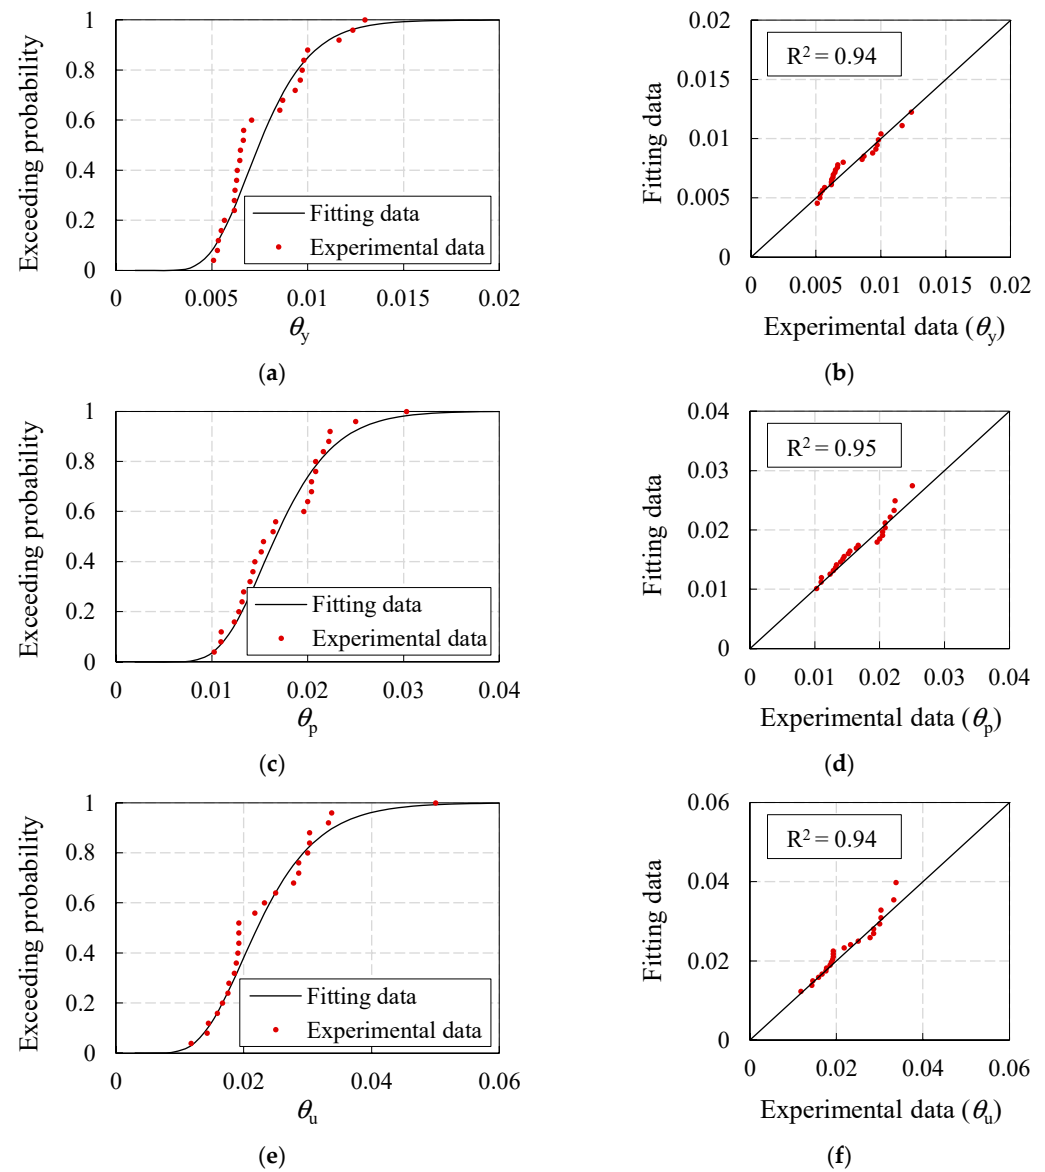 Exceeding probability
1
0.8
0.6
0.4
0.2
0
Fitting data
Experimental data
0 0.005 0.01 0.015 0.02
θy
(a)
Fitting data
0.02
0.015
0.01
0.005
0
R2 = 0.94
0 0.005 0.01 0.015 0.02
Experimental data (θy)
(b)
Exceeding probability
1
0.8
0.6
0.4
0.2
0
Fitting data
Experimental data
0 0.01 0.02 0.03 0.04
θp
(c)
Fitting data
0.04
0.03
0.02
0.01
0
R2 = 0.95
0 0.01 0.02 0.03 0.04
Experimental data (θp)
(d)
Exceeding probability
1
0.8
0.6
0.4
0.2
0
Fitting data
Experimental data
0 0.02 0.04 0.06
θu
(e)
Fitting data
0.06
0.04
0.02
0
R2 = 0.94
0 0.02 0.04 0.06
Experimental data (θu)
(f)